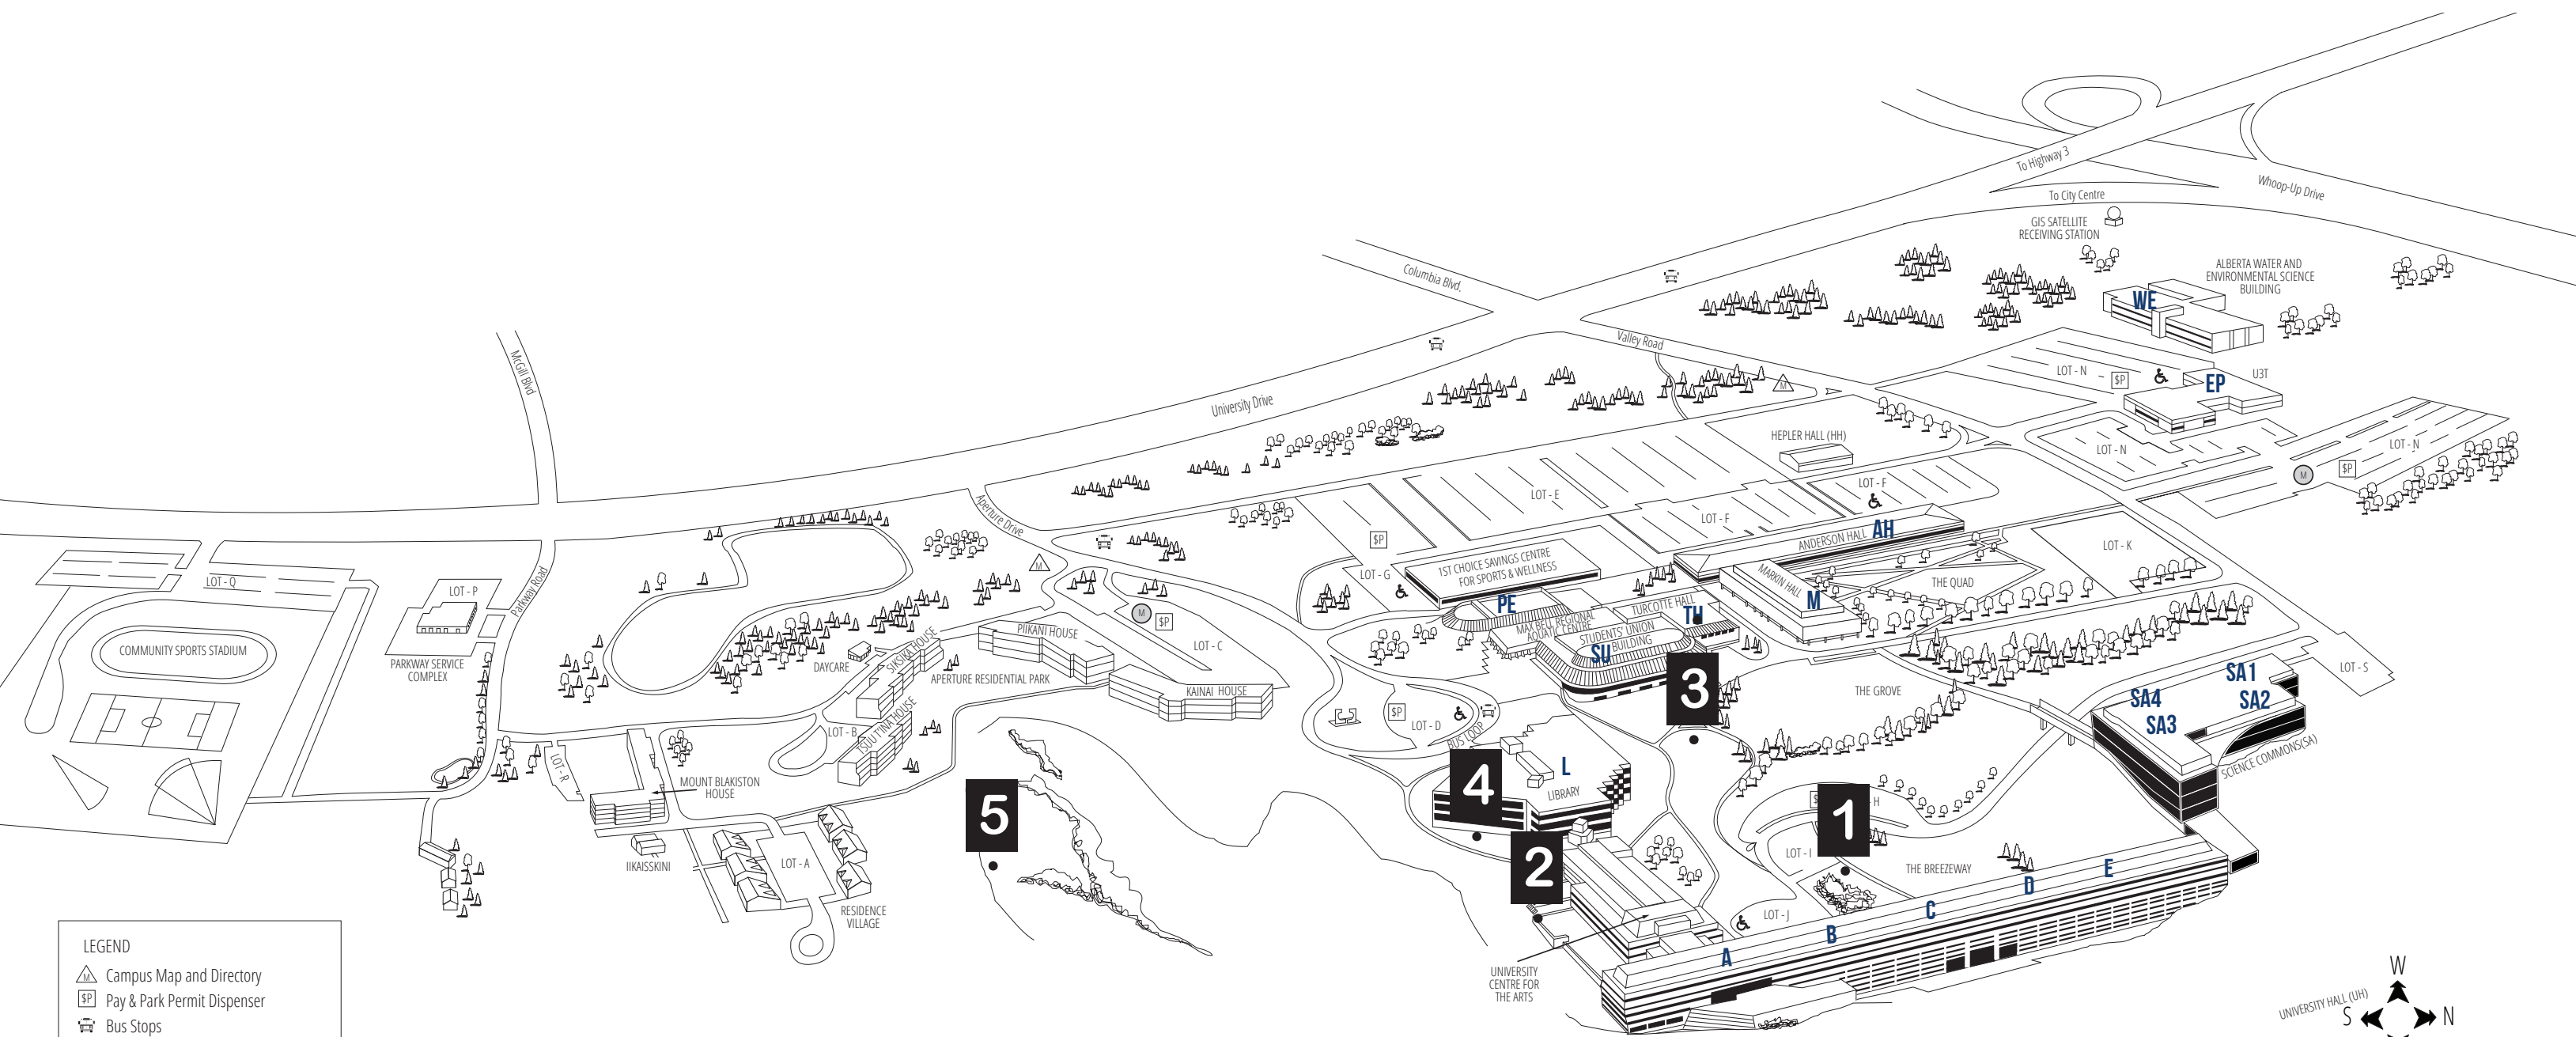 To Highway 3
Whoop-Up Drive
To City Centre
GIS SATELLITE
RECEIVING STATION
Columbia Blvd.
ALBERTA WATER AND
ENVIRONMENTAL SCIENCE
BUILDING
WE
Valley Road
McGill Blvd
University Drive
M
LOT - N
$P
EP
U3T
HEPLER HALL (HH)
LOT - N
LOT - N
M
$P
LOT - E
LOT - F
LOT - F
Aperture Drive
$P
ANDERSON HALL
AH
LOT - K
1ST CHOICE SAVINGS CENTRE
FOR SPORTS & WELLNESS
LOT - G
MARKIN HALL
M
THE QUAD
LOT - Q
LOT - P
Parkway Road
M
M
$P
PE
TURCOTTE HALL
TH
MAX BELL REGIONAL
AQUATIC CENTRE
STUDENTS' UNION
BUILDING
SU
COMMUNITY SPORTS STADIUM
PARKWAY SERVICE
COMPLEX
DAYCARE
SIKSIKA HOUSE
PIIKANI HOUSE
LOT - C
APERTURE RESIDENTIAL PARK
KAINAI HOUSE
LOT - S
SA1
SA2
SA4
SA3
SCIENCE COMMONS(SA)
3
THE GROVE
$P
LOT - D
BUS LOOP
LOT - B
TSUU T'INA HOUSE
LOT - R
MOUNT BLAKISTON
HOUSE
L
LIBRARY
4
5
1
- H
2
LOT - I
THE BREEZEWAY
IIKAISSKINI
LOT - A
RESIDENCE
VILLAGE
LOT - J
A
B
C
D
E
UNIVERSITY
CENTRE FOR
THE ARTS
UNIVERSITY HALL (UH)
W
S
N
LEGEND
M Campus Map and Directory
$P Pay & Park Permit Dispenser
Bus Stops